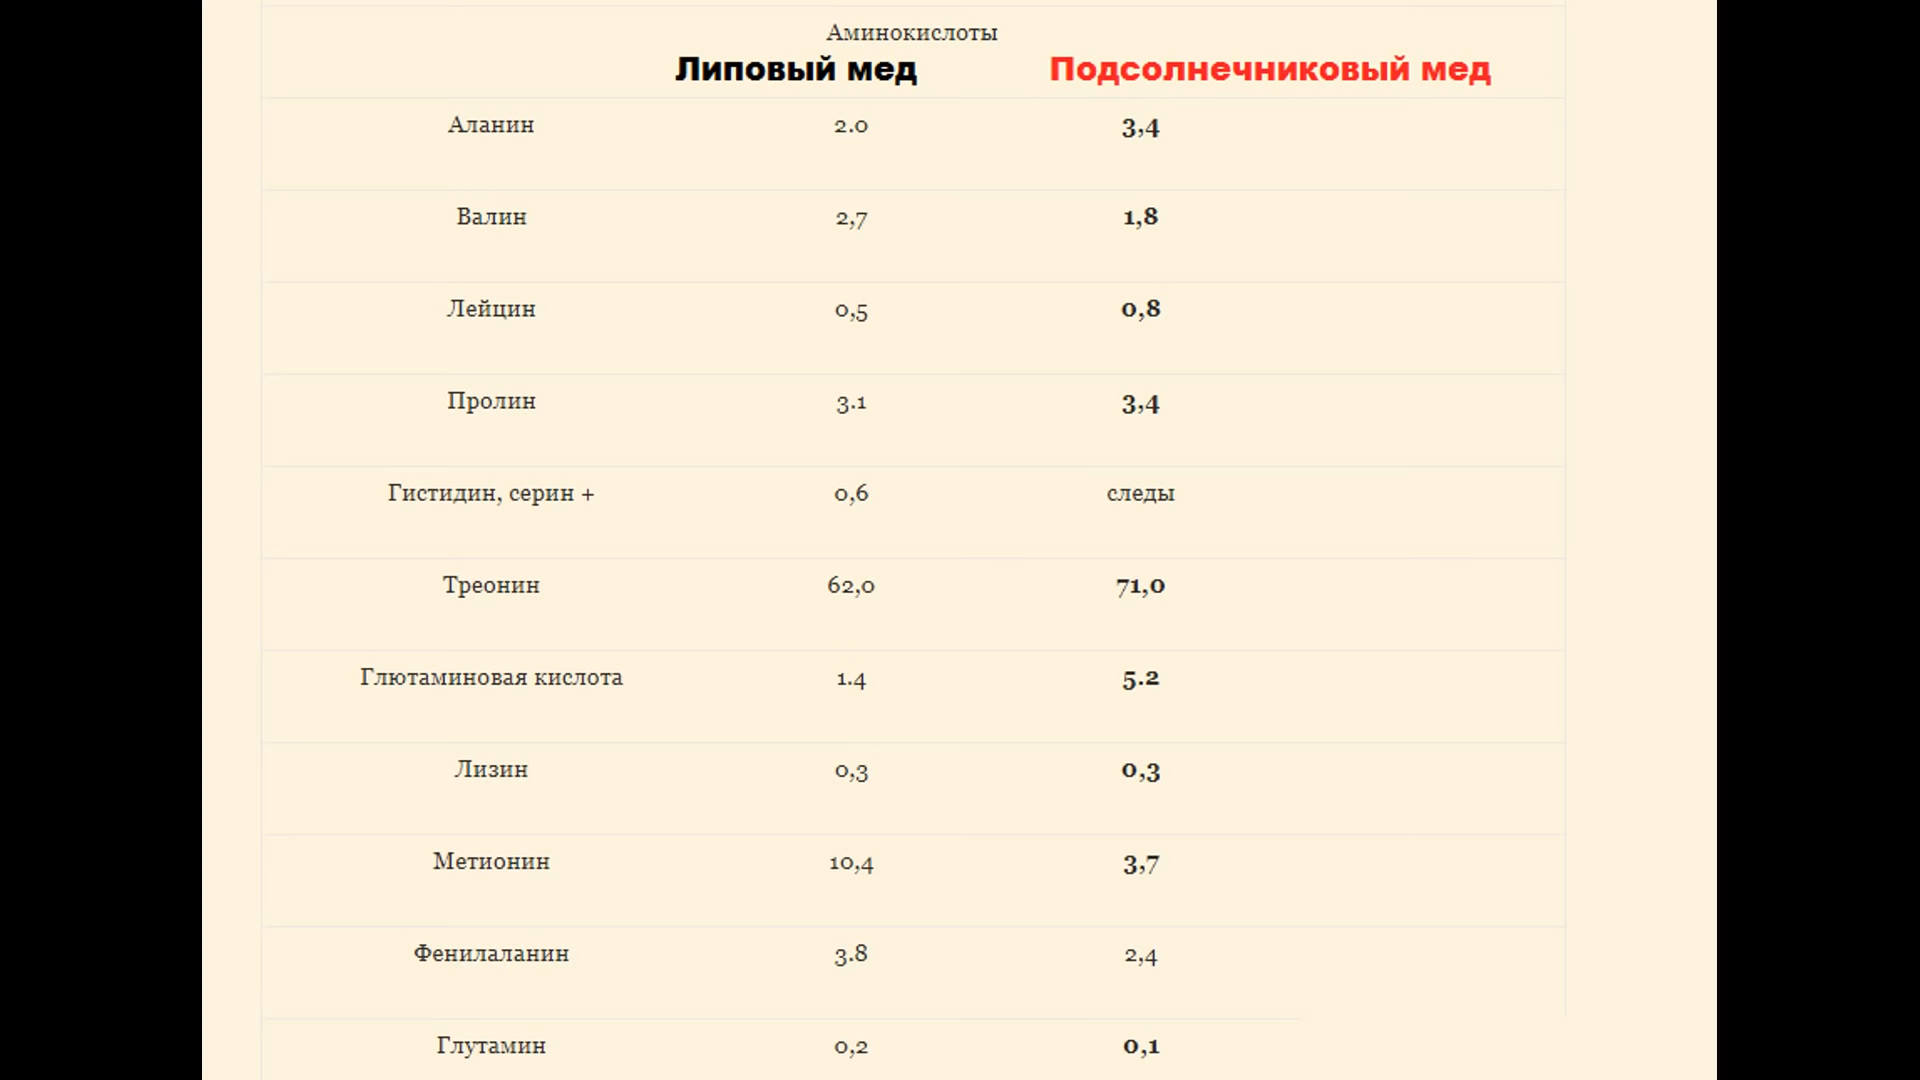 Аминокислоты
Липовый мед Подсолнечниковый мед
Аланин 2.0 3,4
Валин 2,7 1,8
Лейцин 0,5 0,8
Пролин 3.1 3,4
Гистидин, серин + 0,6 следы
Треонин 62,0 71,0
Глютаминовая кислота 1.4 5.2
Лизин 0,3 0,3
Метионин 10,4 3,7
Фенилаланин 3.8 2,4
Глутамин 0,2 0,1